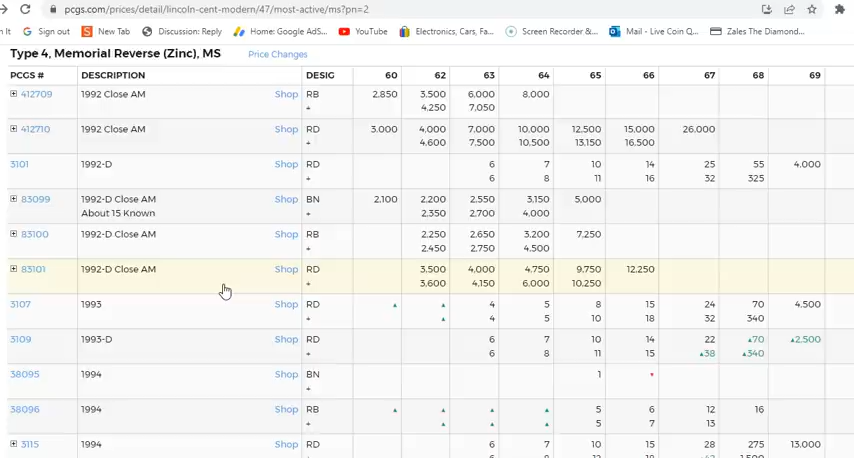 pcgs.com/prices/detail/lincoln-cent-modern/47/most-active/ms?pn=2
n It Sign out New Tab Discussion: Reply Home: Google AdS... YouTube Electronics, Cars, Fa... Screen Recorder &... Mail - Live Coin Q... Zales The Diamond...
Type 4, Memorial Reverse (Zinc), MS Price Changes
PCGS # DESCRIPTION DESIG 60 62 63 64 65 66 67 68 69
412709 1992 Close AM Shop RB 2,850 3,500 6,000 8,000
+ 4,250 7,050
412710 1992 Close AM Shop RD 3,000 4,000 7,000 10,000 12,500 15,000 26,000
+ 4,600 7,500 10,500 13,150 16,500
3101 1992-D Shop RD 6 7 10 14 25 55 4,000
+ 6 8 11 16 32 325
83099 1992-D Close AM Shop BN 2,100 2,200 2,550 3,150 5,000
About 15 Known + 2,350 2,700 4,000
83100 1992-D Close AM Shop RB 2,250 2,650 3,200 7,250
+ 2,450 2,750 4,500
83101 1992-D Close AM Shop RD 3,500 4,000 4,750 9,750 12,250
+ 3,600 4,150 6,000 10,250
3107 1993 Shop RD ▲ ▲ 4 5 8 15 24 70 4,500
+ ▲ 4 5 10 18 32 340
3109 1993-D Shop RD 6 7 10 14 22 ▲70 ▲2,500
+ 6 8 11 15 ▲38 ▲340
38095 1994 Shop BN 1 ▼
+
38096 1994 Shop RB ▲ ▲ ▲ ▲ 5 6 12 16
+ ▲ ▲ ▲ 5 7 13
3115 1994 Shop RD 6 7 10 15 28 275 13,000